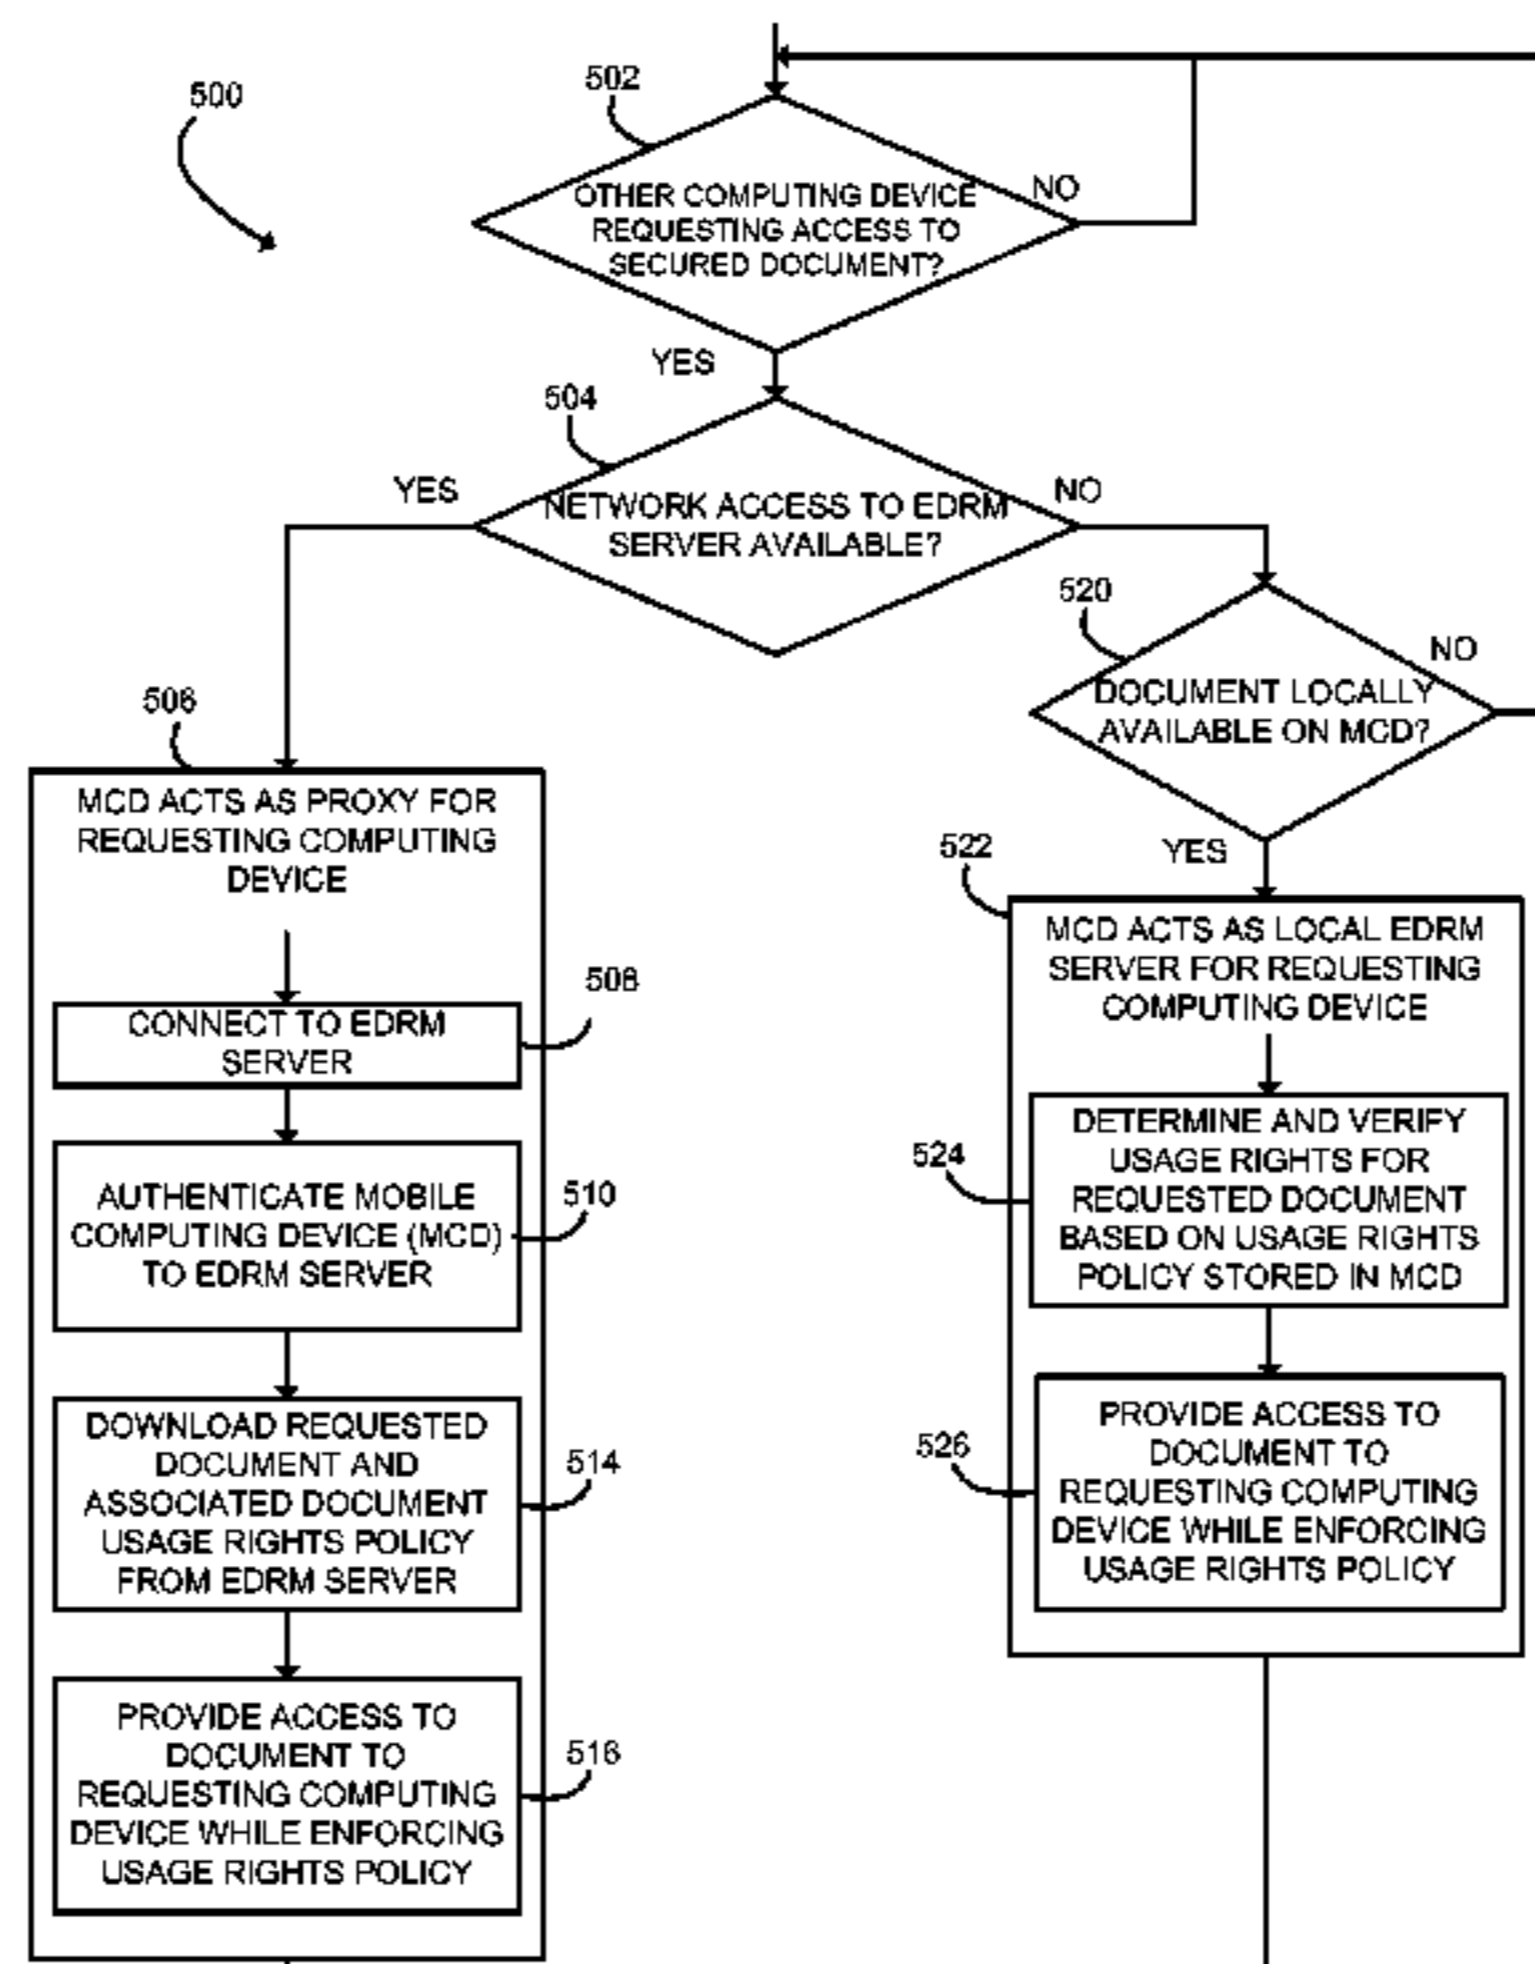 500
502
OTHER COMPUTING DEVICE
REQUESTING ACCESS TO
SECURED DOCUMENT?
NO
YES
504
YES
NETWORK ACCESS TO EDRM
SERVER AVAILABLE?
NO
520
NO
DOCUMENT LOCALLY
AVAILABLE ON MCD?
YES
506
MCD ACTS AS PROXY FOR
REQUESTING COMPUTING
DEVICE
508
CONNECT TO EDRM
SERVER
510
AUTHENTICATE MOBILE
COMPUTING DEVICE (MCD)
TO EDRM SERVER
514
DOWNLOAD REQUESTED
DOCUMENT AND
ASSOCIATED DOCUMENT
USAGE RIGHTS POLICY
FROM EDRM SERVER
516
PROVIDE ACCESS TO
DOCUMENT TO
REQUESTING COMPUTING
DEVICE WHILE ENFORCING
USAGE RIGHTS POLICY
522
MCD ACTS AS LOCAL EDRM
SERVER FOR REQUESTING
COMPUTING DEVICE
524
DETERMINE AND VERIFY
USAGE RIGHTS FOR
REQUESTED DOCUMENT
BASED ON USAGE RIGHTS
POLICY STORED IN MCD
526
PROVIDE ACCESS TO
DOCUMENT TO
REQUESTING COMPUTING
DEVICE WHILE ENFORCING
USAGE RIGHTS POLICY